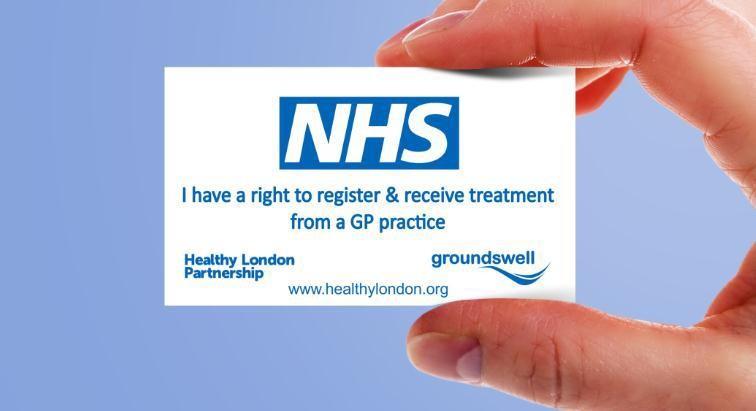 NHS
I have a right to register & receive treatment
from a GP practice
Healthy London
Partnership
groundswell
www.healthylondon.org